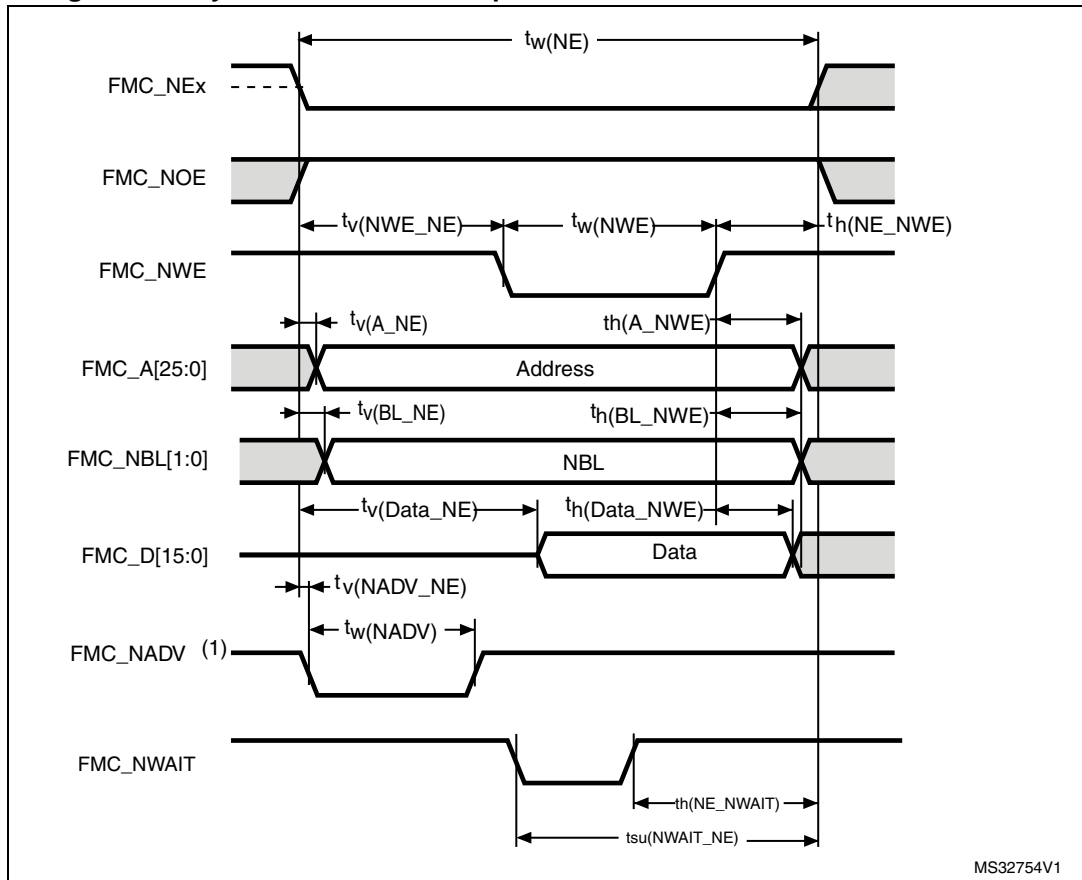 tw(NE)
FMC_NEx
FMC_NOE
tv(NWE_NE) tw(NWE) th(NE_NWE)
FMC_NWE
tv(A_NE) th(A_NWE)
FMC_A[25:0] Address
tv(BL_NE) th(BL_NWE)
FMC_NBL[1:0] NBL
tv(Data_NE) th(Data_NWE)
FMC_D[15:0] Data
tv(NADV_NE)
tw(NADV)
FMC_NADV (1)
FMC_NWAIT
th(NE_NWAIT)
tsu(NWAIT_NE)
MS32754V1